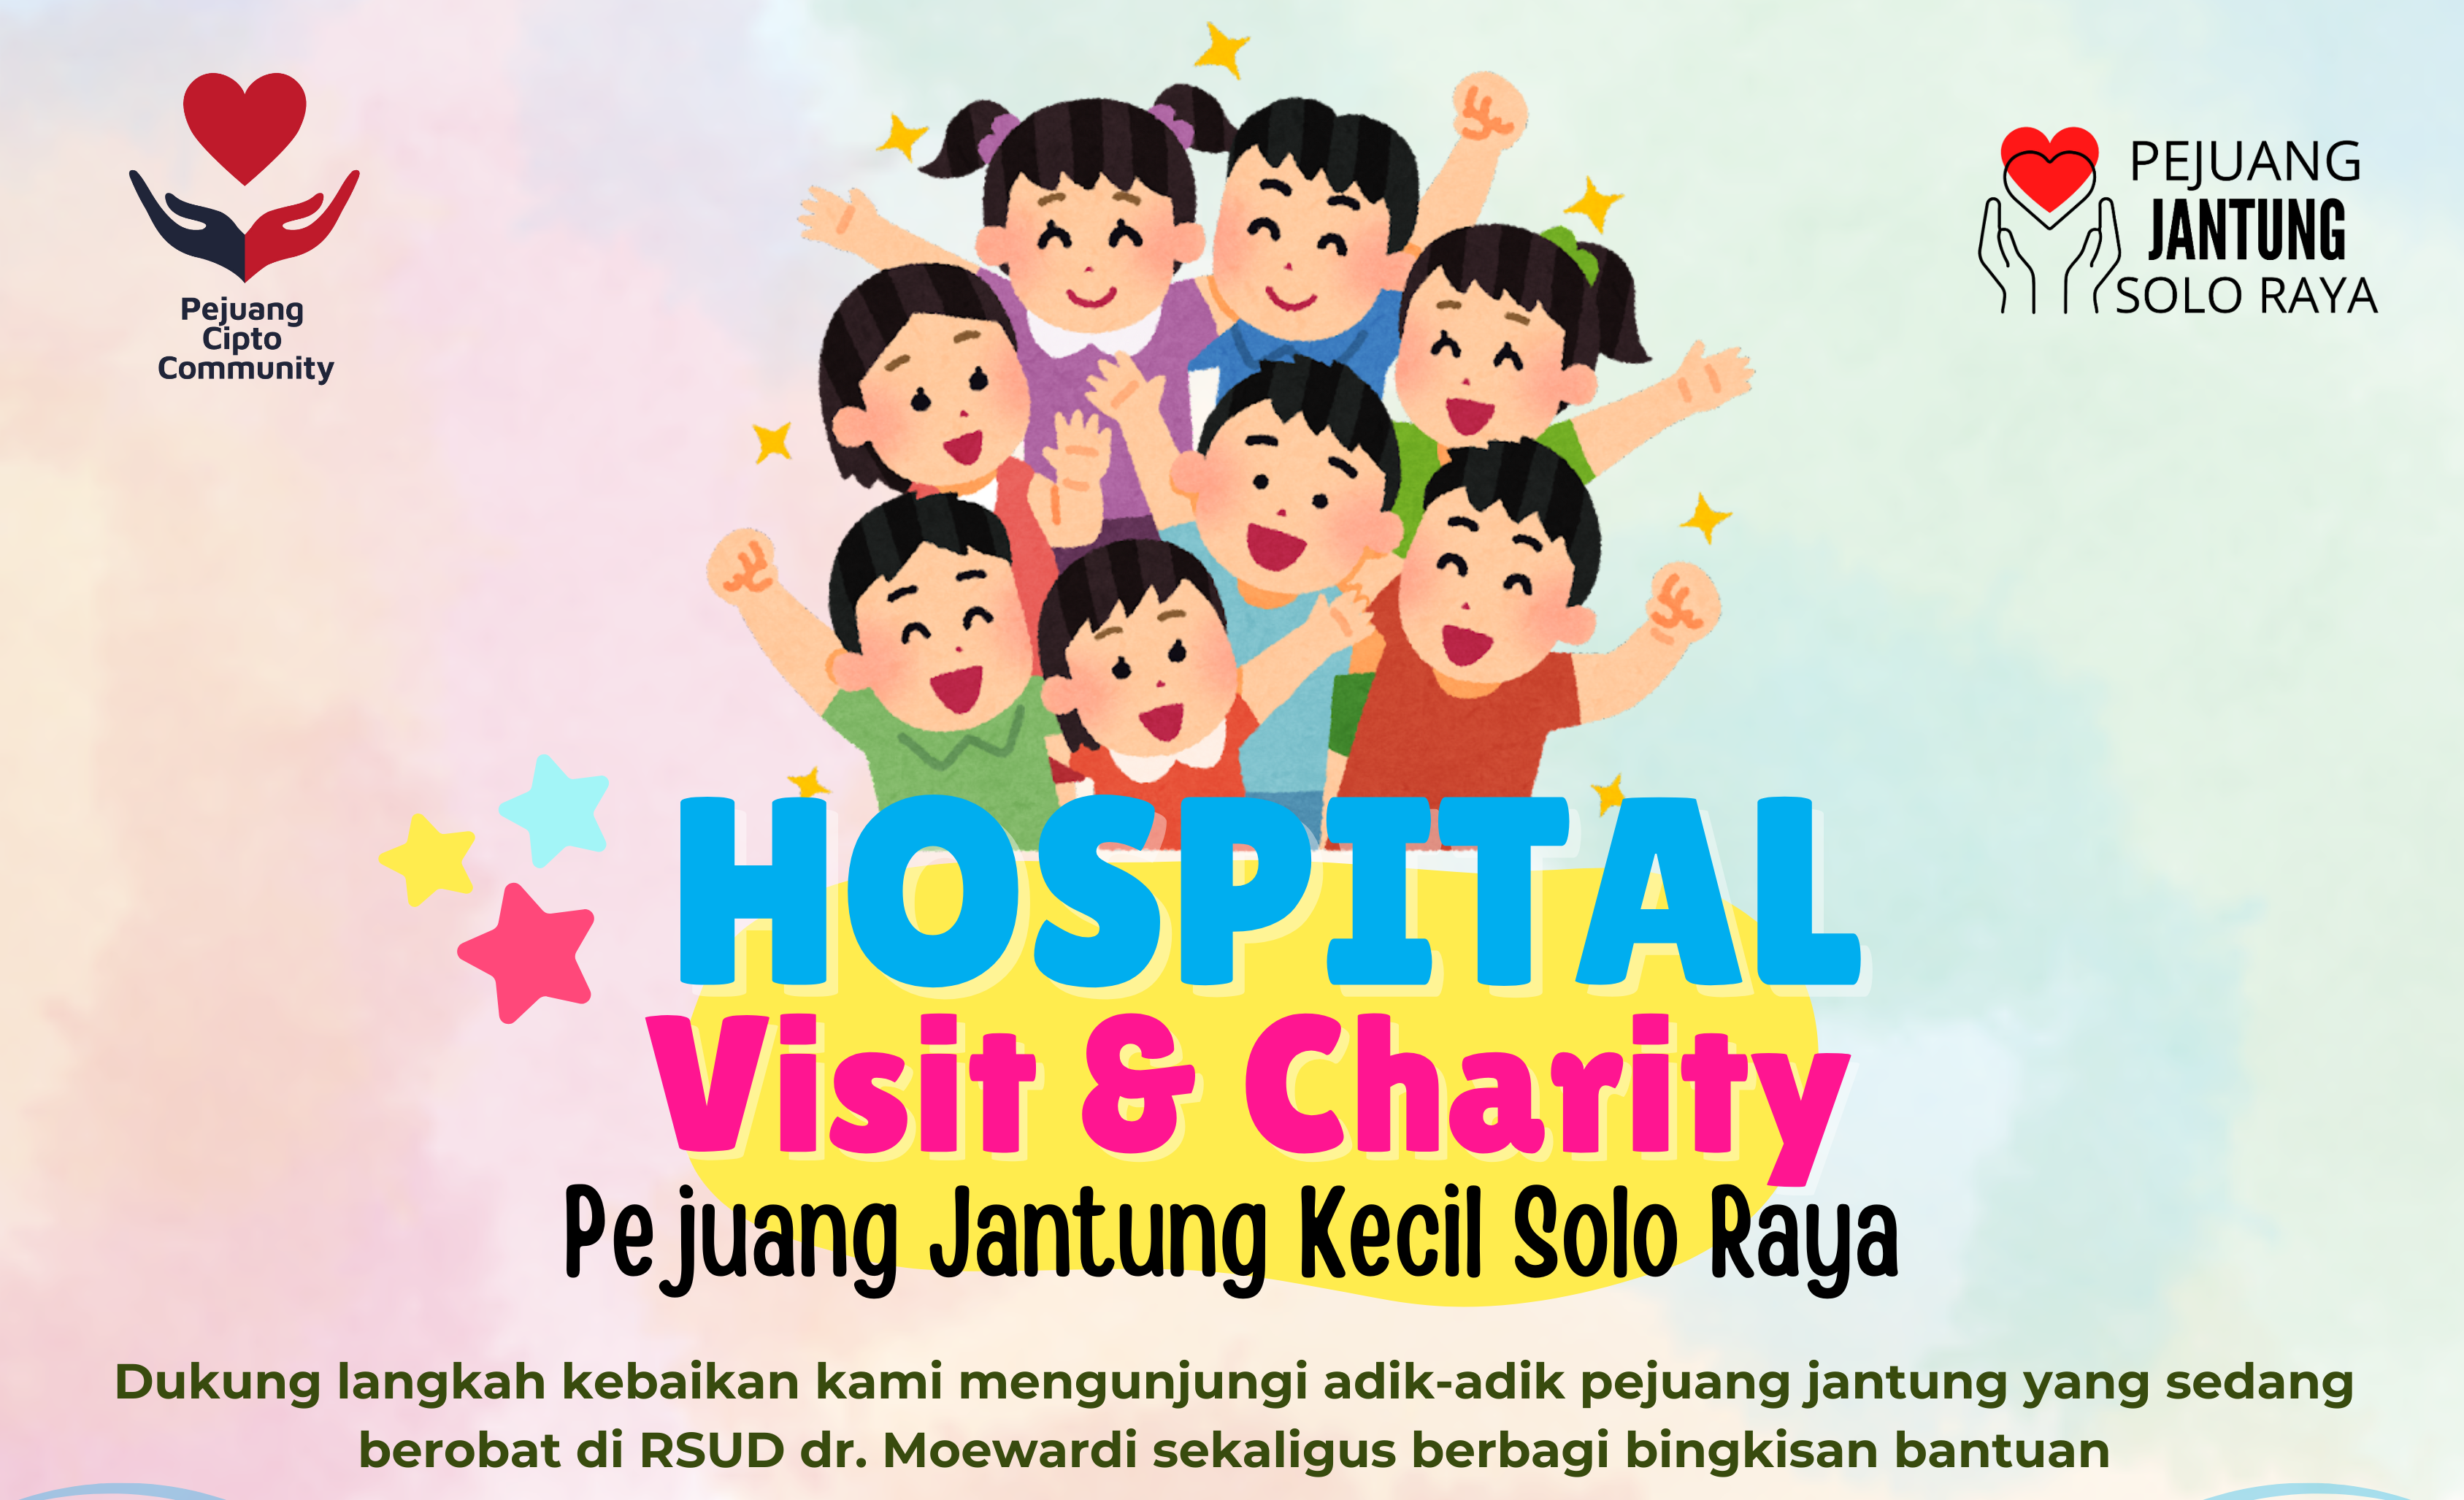 Pejuang
Cipto
Community
PEJUANG
JANTUNG
SOLO RAYA
HOSPITAL
Visit & Charity
Pejuang Jantung Kecil Solo Raya
Dukung langkah kebaikan kami mengunjungi adik-adik pejuang jantung yang sedang
berobat di RSUD dr. Moewardi sekaligus berbagi bingkisan bantuan